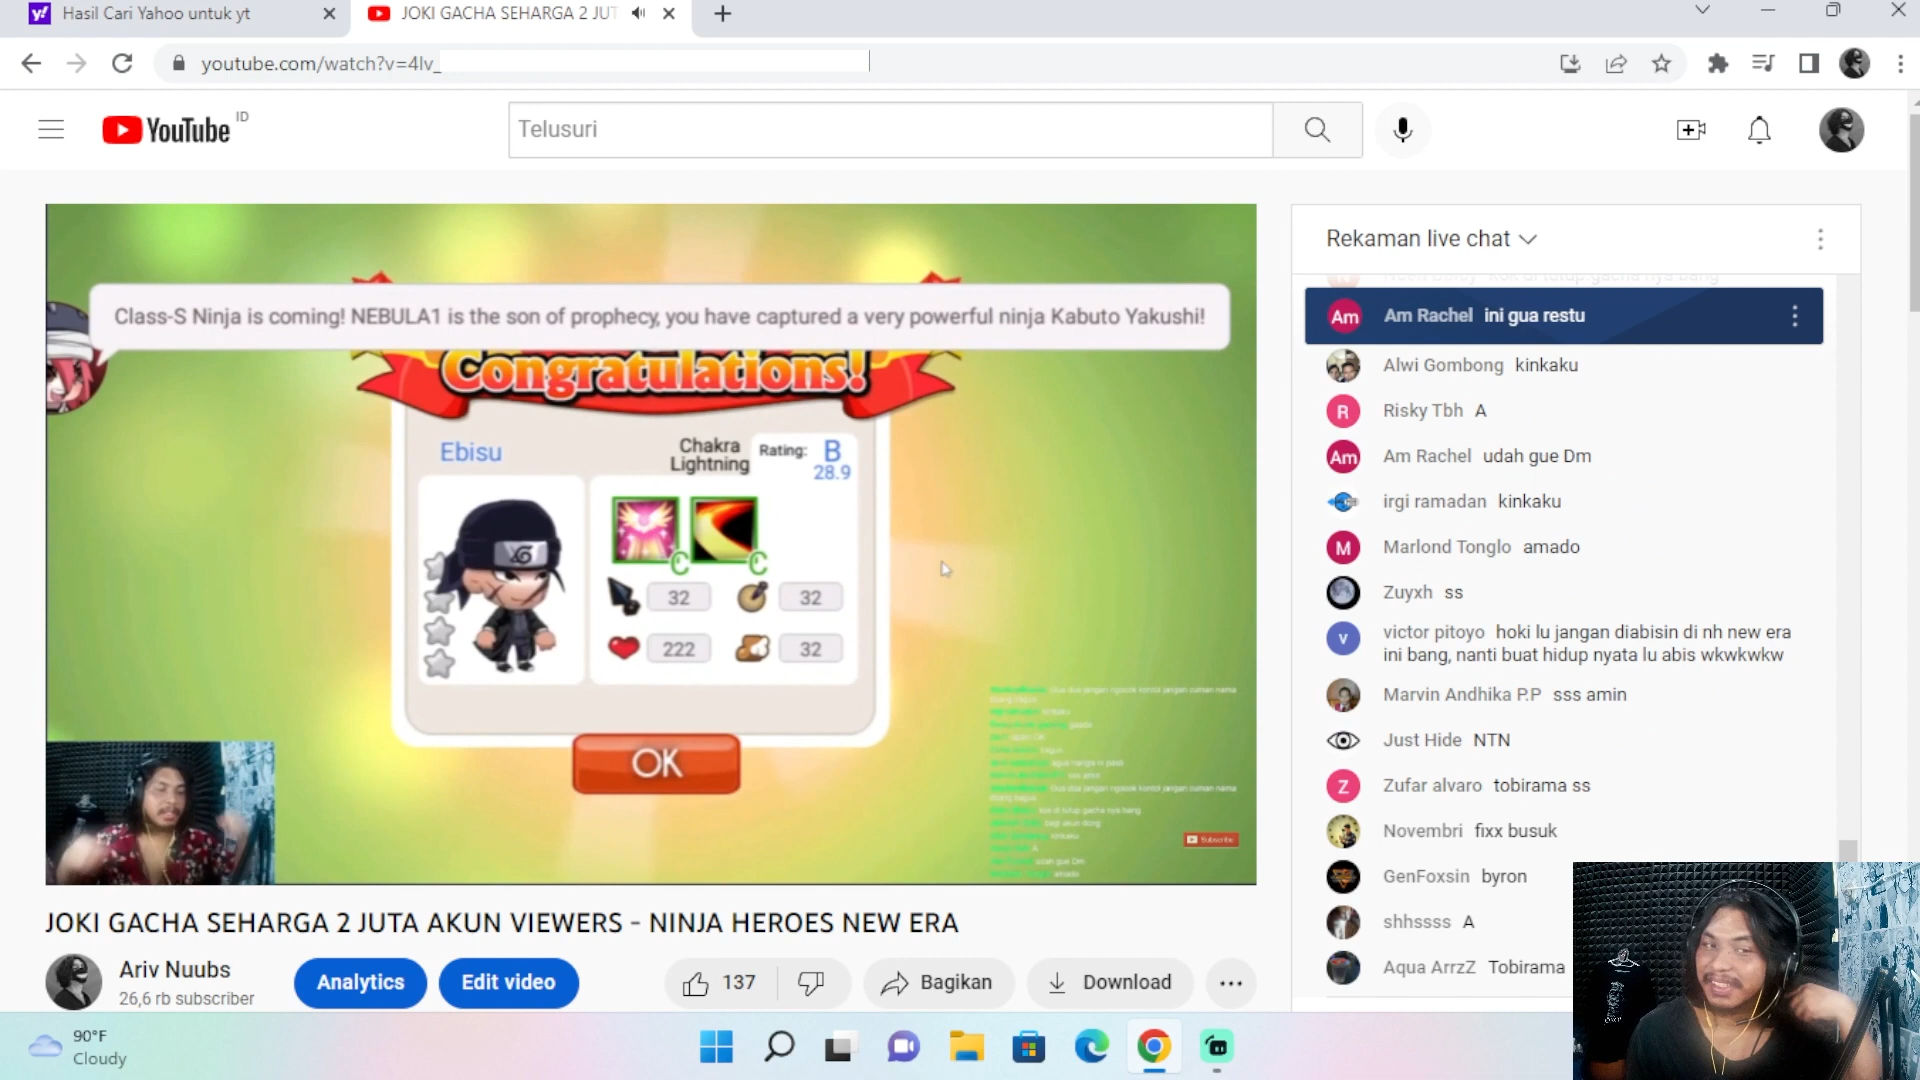 Hasil Cari Yahoo untuk yt
JOKI GACHA SEHARGA 2 JUT
youtube.com/watch?v=4lv_
YouTube ID
Telusuri
Class-S Ninja is coming! NEBULA1 is the son of prophecy, you have captured a very powerful ninja Kabuto Yakushi!
Congratulations!
Ebisu
Chakra
Lightning
Rating: B
28.9
C C
32 32
222 32
OK
Subscribe
JOKI GACHA SEHARGA 2 JUTA AKUN VIEWERS - NINJA HEROES NEW ERA
Ariv Nuubs
26,6 rb subscriber
Analytics
Edit video
137
Bagikan
Download
Rekaman live chat
Am Rachel ini gua restu
Alwi Gombong kinkaku
Risky Tbh A
Am Rachel udah gue Dm
irgi ramadan kinkaku
Marlond Tonglo amado
Zuyxh ss
victor pitoyo hoki lu jangan diabisin di nh new era
ini bang, nanti buat hidup nyata lu abis wkwkwkw
Marvin Andhika P.P sss amin
Just Hide NTN
Zufar alvaro tobirama ss
Novembri fixx busuk
GenFoxsin byron
shhssss A
Aqua ArrzZ Tobirama
90°F
Cloudy